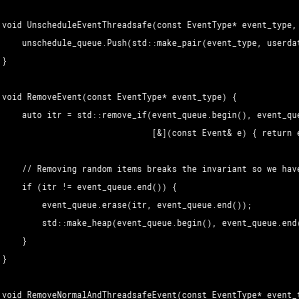 void UnscheduleEventThreadsafe(const EventType* event_type,
unschedule_queue.Push(std::make_pair(event_type, userdat
}
void RemoveEvent(const EventType* event_type) {
auto itr = std::remove_if(event_queue.begin(), event_que
[&](const Event& e) { return e
// Removing random items breaks the invariant so we have
if (itr != event_queue.end()) {
event_queue.erase(itr, event_queue.end());
std::make_heap(event_queue.begin(), event_queue.end(
}
}
void RemoveNormalAndThreadsafeEvent(const EventType* event_t